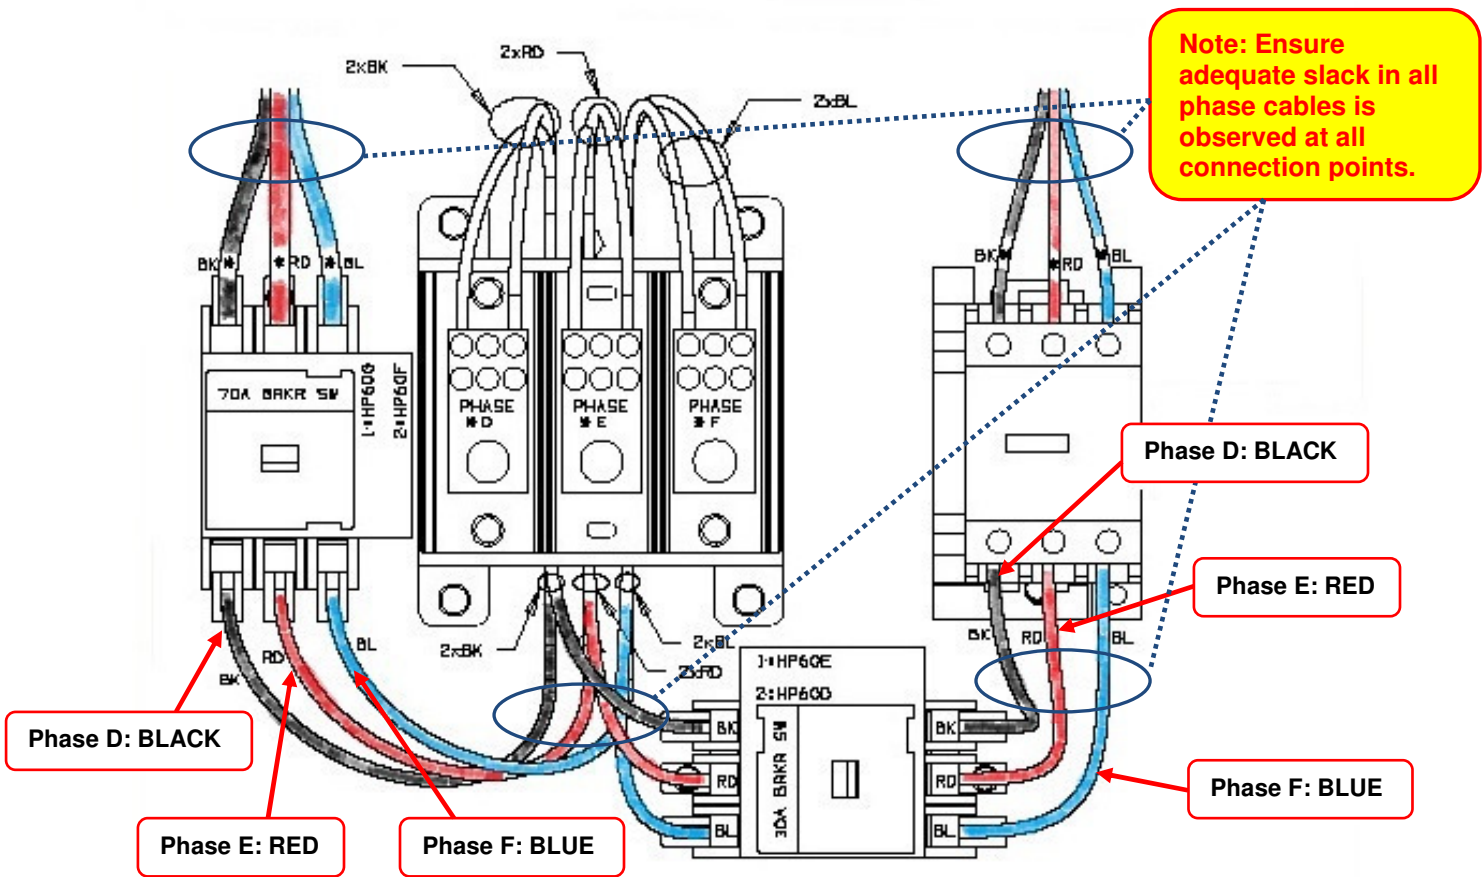 2xBK
2xRD
2xBL
Note: Ensure
adequate slack in all
phase cables is
observed at all
connection points.
BK*
*RD
*BL
BK*
*RD
*BL
70A BRKR SW
1:*HP60G
2:*HP60F
PHASE
*D
PHASE
*E
PHASE
*F
Phase D: BLACK
Phase E: RED
BK
RD
BL
2xBK
2xBL
2xRD
BK
RD
BL
1:*HP60E
2:*HP60D
30A BRKR SW
BK
RD
BL
BK
RD
BL
Phase D: BLACK
Phase E: RED
Phase F: BLUE
Phase F: BLUE